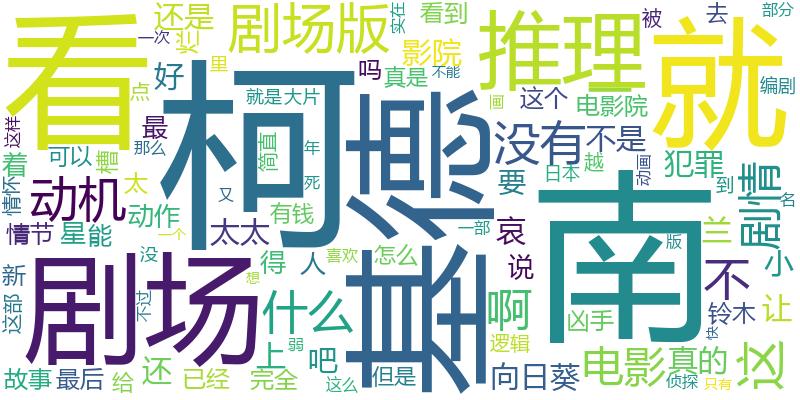 还是
看到
被
去
部分
一次
烂
剧场版
安在
影院
里
看
好
吗
推理
就
点
真是
不能
编剧
就是大片
画
这个
电影院
柯
德
这样
最
没有
不是
着
可以
那么
槽
简直
年
越
日本
动画
犯罪
到
剧情
情怀
动机
太
动作
又
死
有钱
要
南
名
情节
星能
太太
一部
哀
兰
版
没
一个
小
剧场
基
新
得
人
喜欢
怎么
说
不
这部
不过
什么
想
啊
凶手
铃木
让
上
弱
吧
逻辑
快
这
还
电影
真的
故事
最后
给
已经
完全
这么
但是
向日葵
侦探
只有